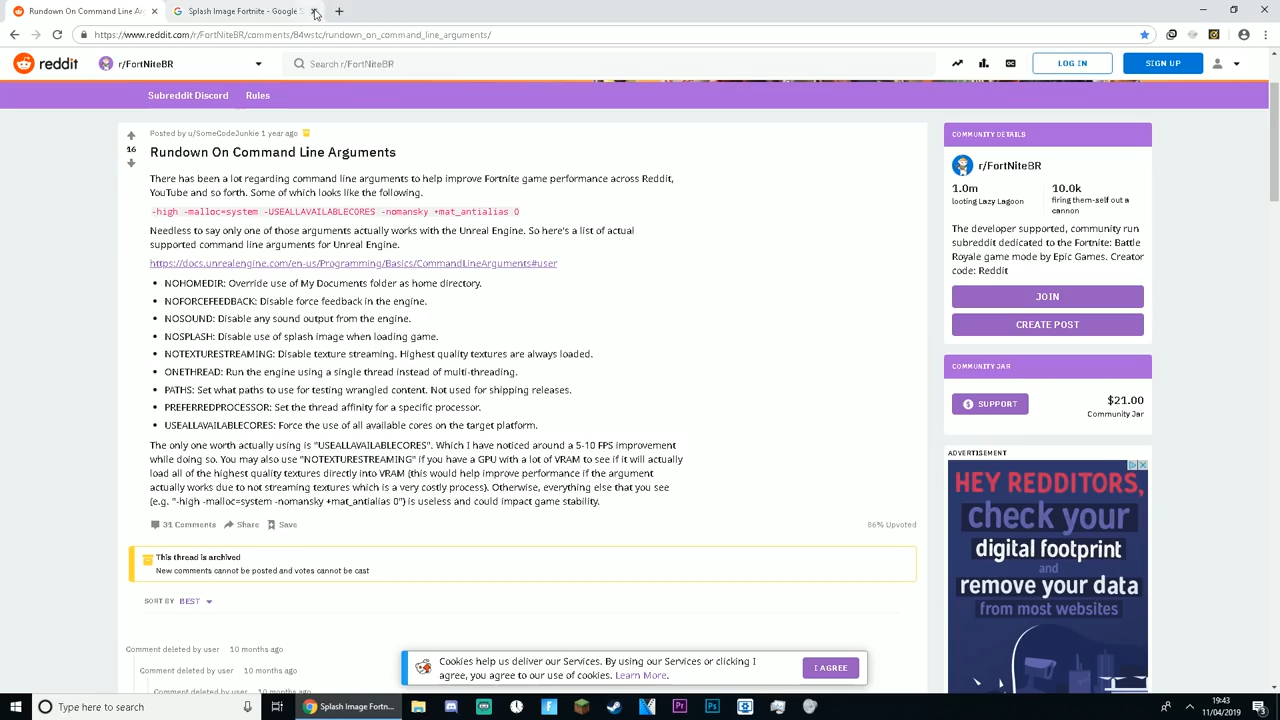 Rundown On Command Line Ar
Splash Image Fortnite - Google S
https://www.reddit.com/r/FortNiteBR/comments/84wstc/rundown_on_command_line_arguments/
reddit
r/FortNiteBR
Search r/FortNiteBR
LOG IN
SIGN UP
Subreddit Discord
Rules
Posted by u/SomeCodeJunkie 1 year ago
16
Rundown On Command Line Arguments
There has been a lot regarding command line arguments to help improve Fortnite game performance across Reddit,
YouTube and so forth. Some of which looks like the following.
-high -malloc=system -USEALLAVAILABLECORES -nomansky +mat_antialias 0
Needless to say only one of those arguments actually works with the Unreal Engine. So here's a list of actual
supported command line arguments for Unreal Engine.
https://docs.unrealengine.com/en-us/Programming/Basics/CommandLineArguments#user
• NOHOMEDIR: Override use of My Documents folder as home directory.
• NOFORCEFEEDBACK: Disable force feedback in the engine.
• NOSOUND: Disable any sound output from the engine.
• NOSPLASH: Disable use of splash image when loading game.
• NOTEXTURESTREAMING: Disable texture streaming. Highest quality textures are always loaded.
• ONETHREAD: Run the engine using a single thread instead of multi-threading.
• PATHS: Set what paths to use for testing wrangled content. Not used for shipping releases.
• PREFERREDPROCESSOR: Set the thread affinity for a specific processor.
• USEALLAVAILABLECORES: Force the use of all available cores on the target platform.
The only one worth actually using is "USEALLAVAILABLECORES". Which I have noticed around a 5-10 FPS improvement
while doing so. You may also use "NOTEXTURESTREAMING" if you have a GPU with a lot of VRAM to see if it will actually
load all of the highest quality textures directly into VRAM (this would help improve performance if the argument
actually works due to not streaming textures which is a very costly process). Otherwise, everything else that you see
(e.g. "-high -malloc=system -nomansky +mat_antialias 0") is useless and could impact game stability.
31 Comments
Share
Save
86% Upvoted
This thread is archived
New comments cannot be posted and votes cannot be cast
SORT BY BEST
Comment deleted by user 10 months ago
Comment deleted by user 10 months ago
Comment deleted by user 10 months ago
COMMUNITY DETAILS
r/FortNiteBR
1.0m
looting Lazy Lagoon
10.0k
firing them-self out a
cannon
The developer supported, community run
subreddit dedicated to the Fortnite: Battle
Royale game mode by Epic Games. Creator
code: Reddit
JOIN
CREATE POST
COMMUNITY JAR
SUPPORT
$21.00
Community Jar
ADVERTISEMENT
HEY REDDITORS,
check your
digital footprint
and
remove your data
from most websites
Cookies help us deliver our Services. By using our Services or clicking I
agree, you agree to our use of cookies. Learn More.
I AGREE
Type here to search
Splash Image Fortn...
Pr
Ps
19:43
11/04/2019
3